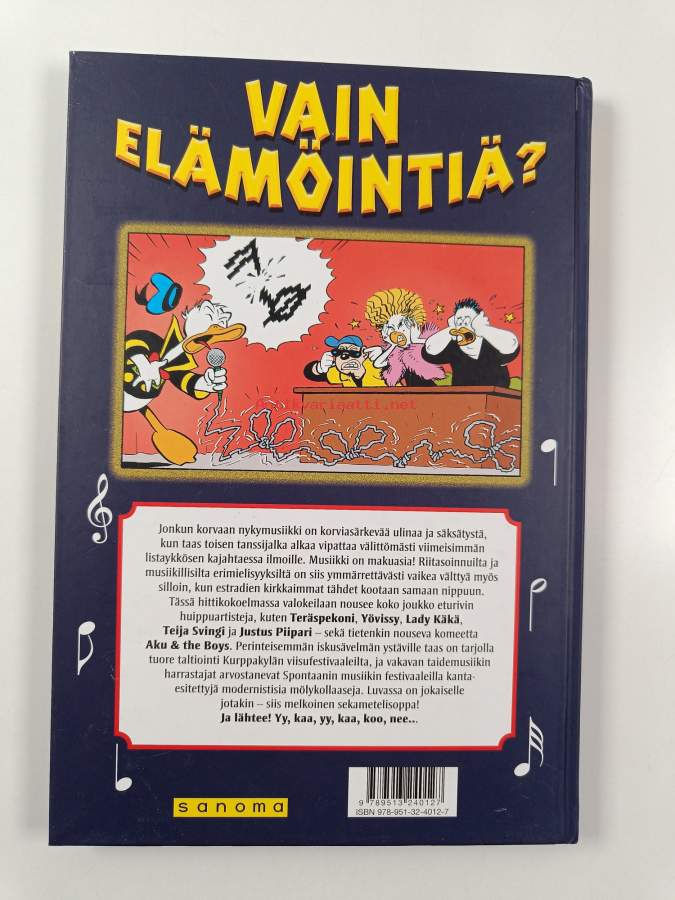 VAIN
ELÄMÖINTIÄ?
antikvariaatti.net
Jonkun korvaan nykymusiikki on korviasärkevää ulinaa ja säksätystä,
kun taas toisen tanssijalka alkaa vipattaa välittömästi viimeisimmän
listaykkösen kajahtaessa ilmoille. Musiikki on makuasia! Riitasoinnuilta ja
musiikillisilta erimielisyyksiltä on siis ymmärrettävästi vaikea välttyä myös
silloin, kun estradien kirkkaimmat tähdet kootaan samaan nippuun.
Tässä hittikokoelmassa valokeilaan nousee koko joukko eturivin
huippuartisteja, kuten Teräspekoni, Yövissy, Lady Käkä,
Teija Svingi ja Justus Piipari – sekä tietenkin nouseva komeetta
Aku & the Boys. Perinteisemmän iskusävelmän ystäville taas on tarjolla
tuore taltiointi Kurppakylän viisufestivaaleilta, ja vakavan taidemusiikin
harrastajat arvostanevat Spontaanin musiikin festivaaleilla kanta-
esitettyjä modernistisia mölykollaaseja. Luvassa on jokaiselle
jotakin – siis melkoinen sekametelisoppa!
Ja lähtee! Yy, kaa, yy, kaa, koo, nee...
sanoma
9 789513 240127
ISBN 978-951-32-4012-7